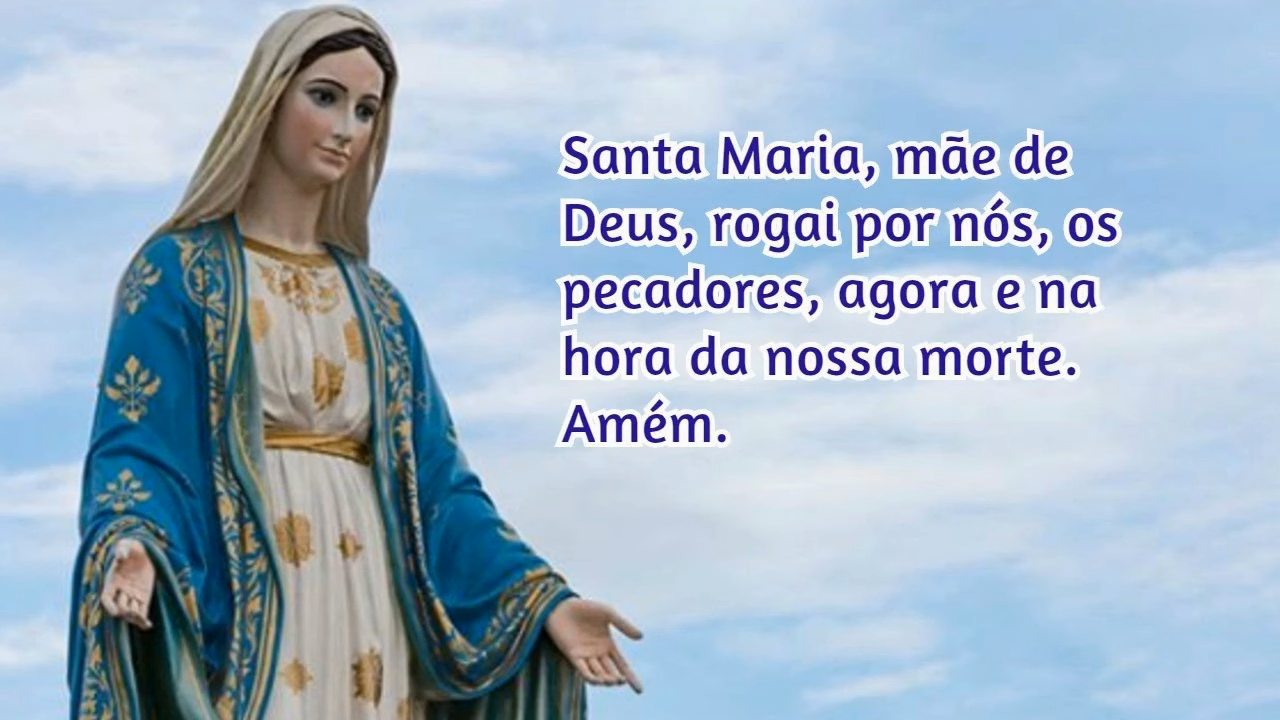 Santa Maria, mãe de
Deus, rogai por nós, os
pecadores, agora e na
hora da nossa morte.
Amém.